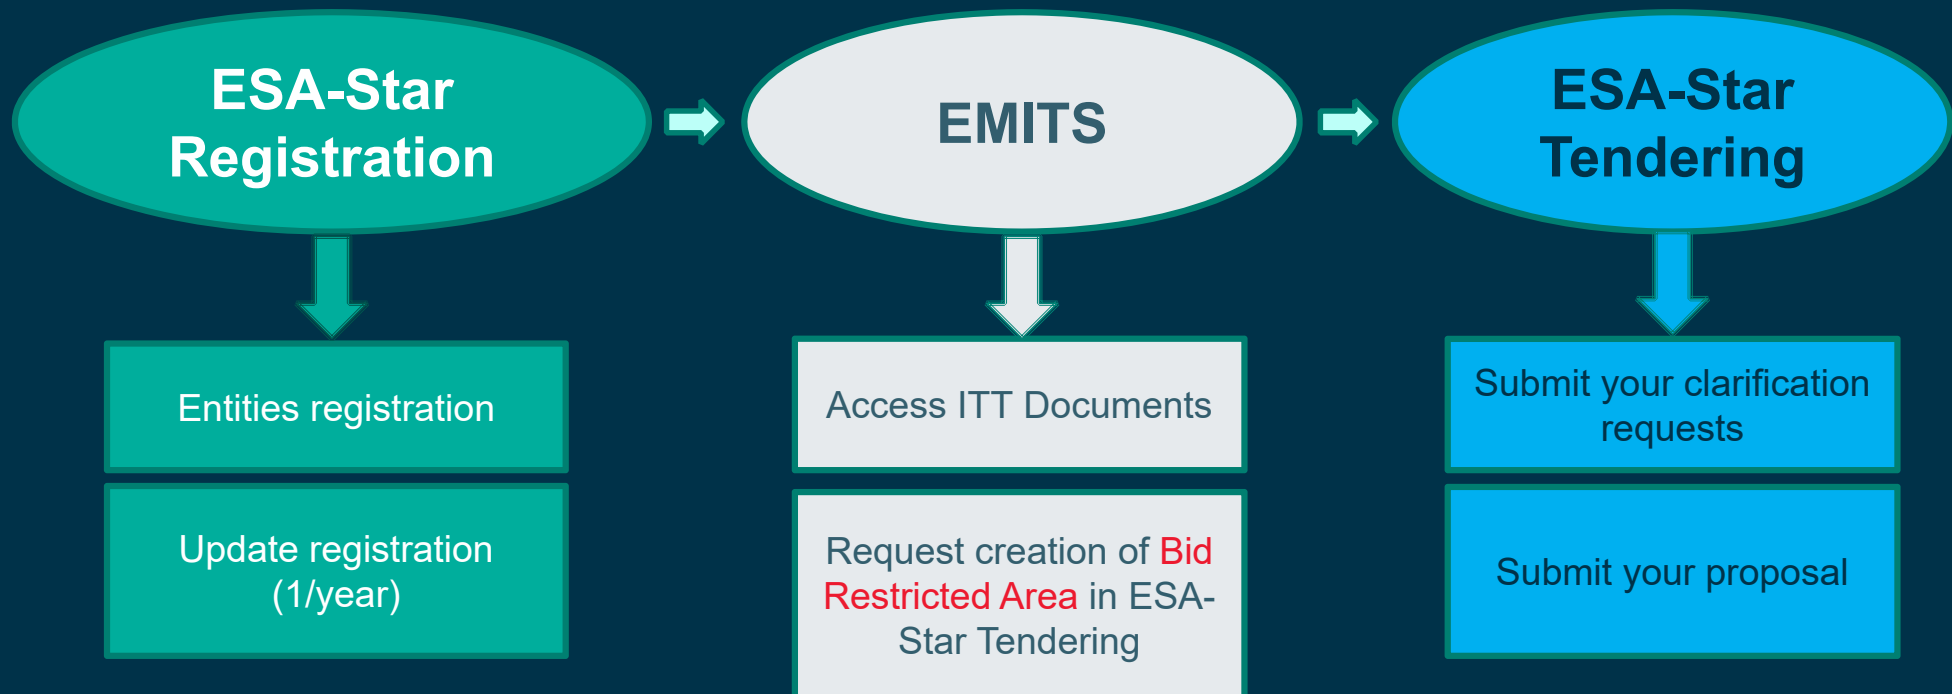 ESA-Star
Registration
EMITS
ESA-Star
Tendering
Entities registration
Update registration
(1/year)
Access ITT Documents
Request creation of Bid
Restricted Area in ESA-
Star Tendering
Submit your clarification
requests
Submit your proposal